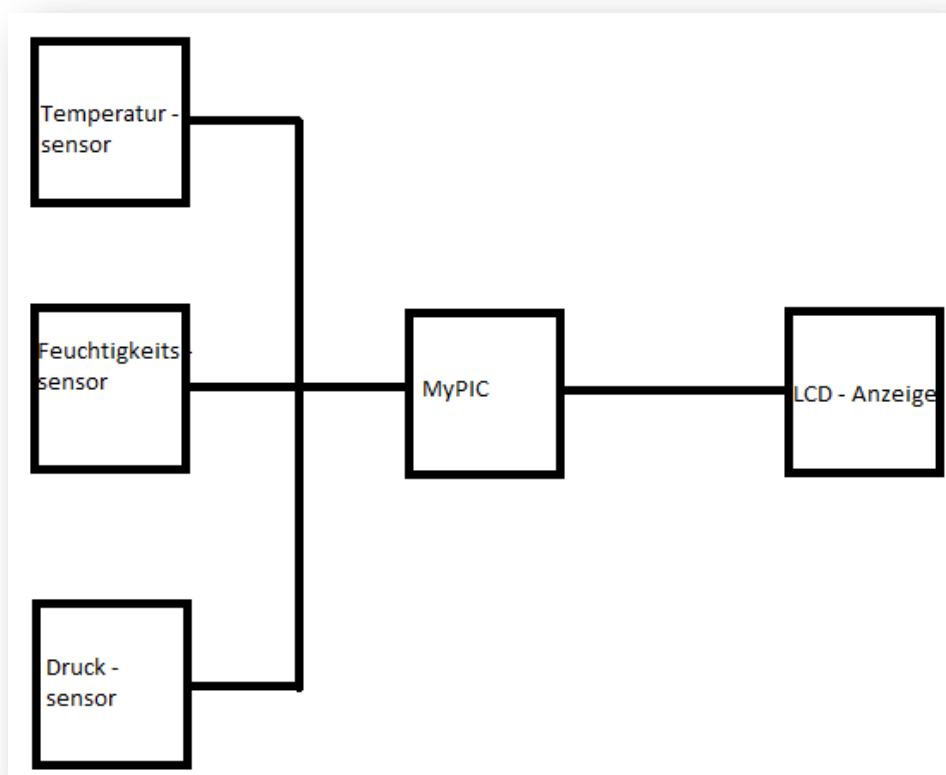 Temperatur -
sensor
Feuchtigkeits -
sensor
MyPIC
LCD - Anzeige
Druck -
sensor